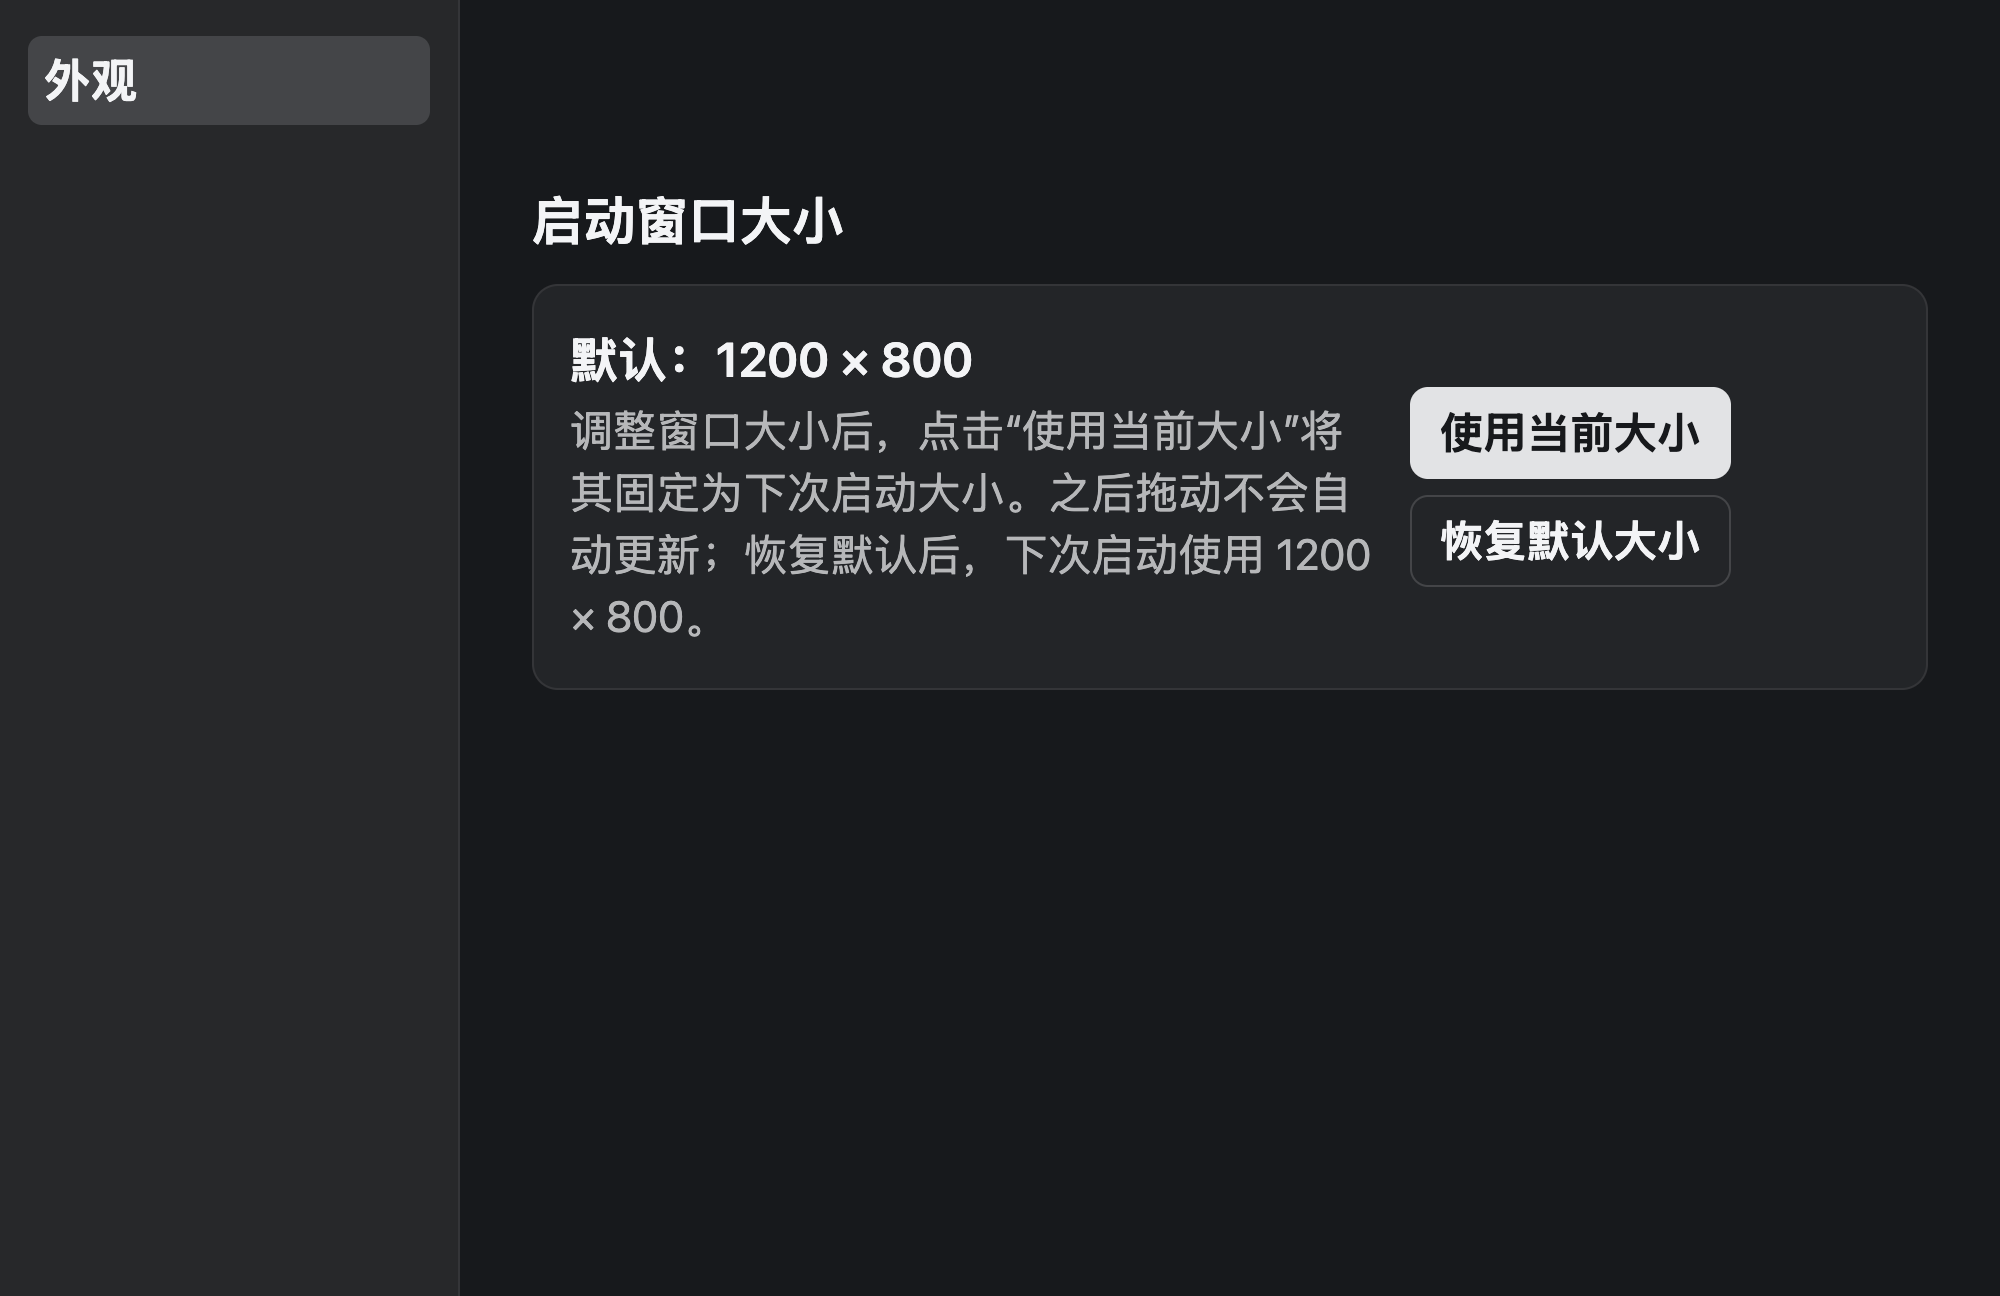 外观
启动窗口大小
默认：1200 × 800
调整窗口大小后，点击“使用当前大小”将
其固定为下次启动大小。之后拖动不会自
动更新；恢复默认后，下次启动使用 1200
× 800。
使用当前大小
恢复默认大小